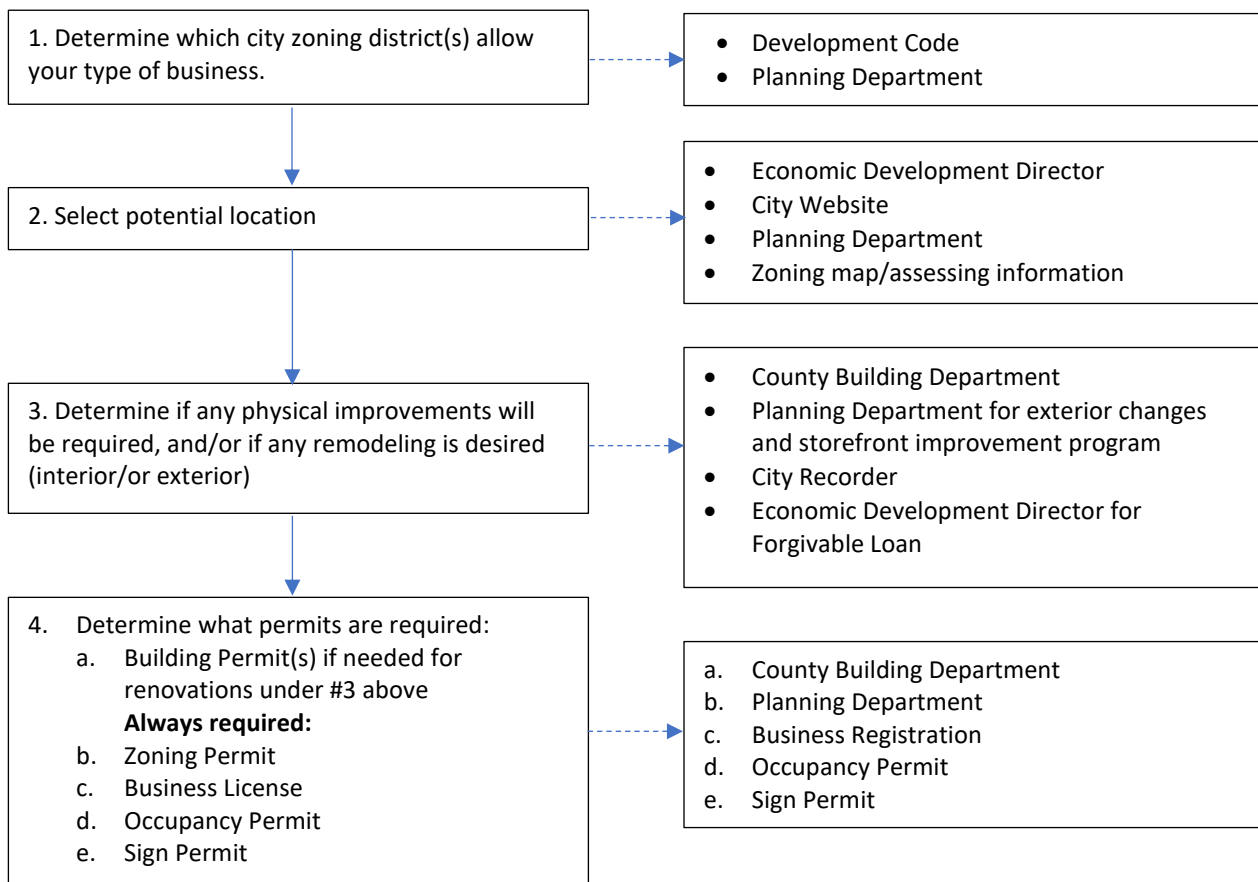 1. Determine which city zoning district(s) allow
your type of business.
• Development Code
• Planning Department
2. Select potential location
• Economic Development Director
• City Website
• Planning Department
• Zoning map/assessing information
3. Determine if any physical improvements will
be required, and/or if any remodeling is desired
(interior/or exterior)
• County Building Department
• Planning Department for exterior changes
and storefront improvement program
• City Recorder
• Economic Development Director for
Forgivable Loan
4. Determine what permits are required:
a. Building Permit(s) if needed for
renovations under #3 above
Always required:
b. Zoning Permit
c. Business License
d. Occupancy Permit
e. Sign Permit
a. County Building Department
b. Planning Department
c. Business Registration
d. Occupancy Permit
e. Sign Permit